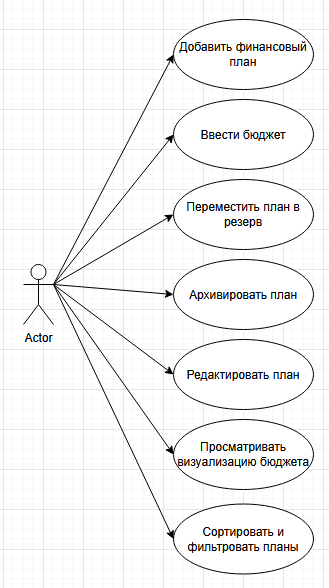 Добавить финансовый
план
Ввести бюджет
Переместить план в
резерв
Архивировать план
Actor
Редактировать план
Просматривать
визуализацию бюджета
Сортировать и
фильтровать планы